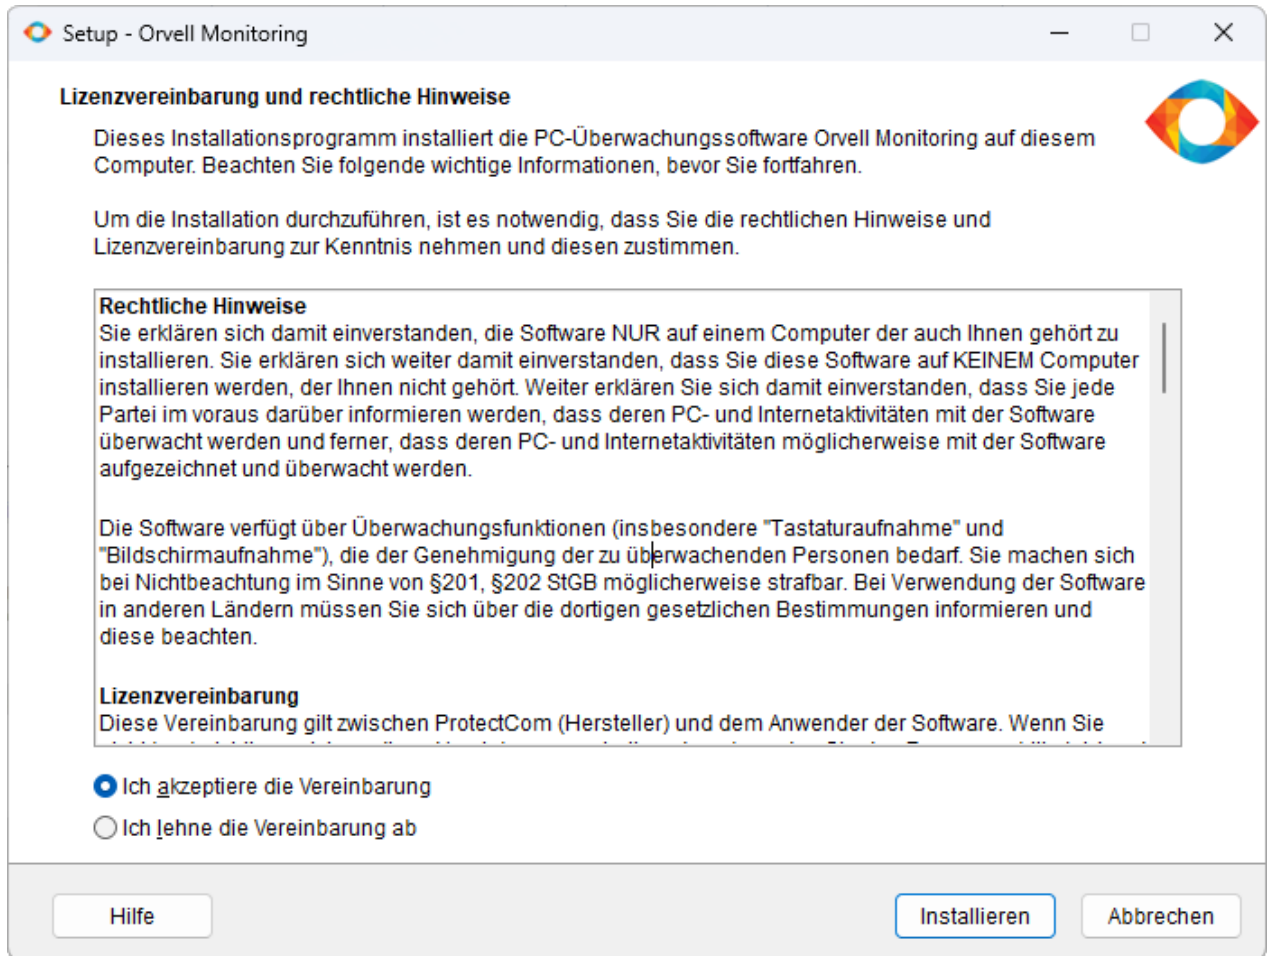 Setup - Orvell Monitoring
Lizenzvereinbarung und rechtliche Hinweise
Dieses Installationsprogramm installiert die PC-Überwachungssoftware Orvell Monitoring auf diesem
Computer. Beachten Sie folgende wichtige Informationen, bevor Sie fortfahren.
Um die Installation durchzuführen, ist es notwendig, dass Sie die rechtlichen Hinweise und
Lizenzvereinbarung zur Kenntnis nehmen und diesen zustimmen.
Rechtliche Hinweise
Sie erklären sich damit einverstanden, die Software NUR auf einem Computer der auch Ihnen gehört zu
installieren. Sie erklären sich weiter damit einverstanden, dass Sie diese Software auf KEINEM Computer
installieren werden, der Ihnen nicht gehört. Weiter erklären Sie sich damit einverstanden, dass Sie jede
Partei im voraus darüber informieren werden, dass deren PC- und Internetaktivitäten mit der Software
überwacht werden und ferner, dass deren PC- und Internetaktivitäten möglicherweise mit der Software
aufgezeichnet und überwacht werden.
Die Software verfügt über Überwachungsfunktionen (insbesondere "Tastaturaufnahme" und
"Bildschirmaufnahme"), die der Genehmigung der zu überwachenden Personen bedarf. Sie machen sich
bei Nichtbeachtung im Sinne von §201, §202 StGB möglicherweise strafbar. Bei Verwendung der Software
in anderen Ländern müssen Sie sich über die dortigen gesetzlichen Bestimmungen informieren und
diese beachten.
Lizenzvereinbarung
Diese Vereinbarung gilt zwischen ProtectCom (Hersteller) und dem Anwender der Software. Wenn Sie
Ich akzeptiere die Vereinbarung
Ich lehne die Vereinbarung ab
Hilfe
Installieren
Abbrechen